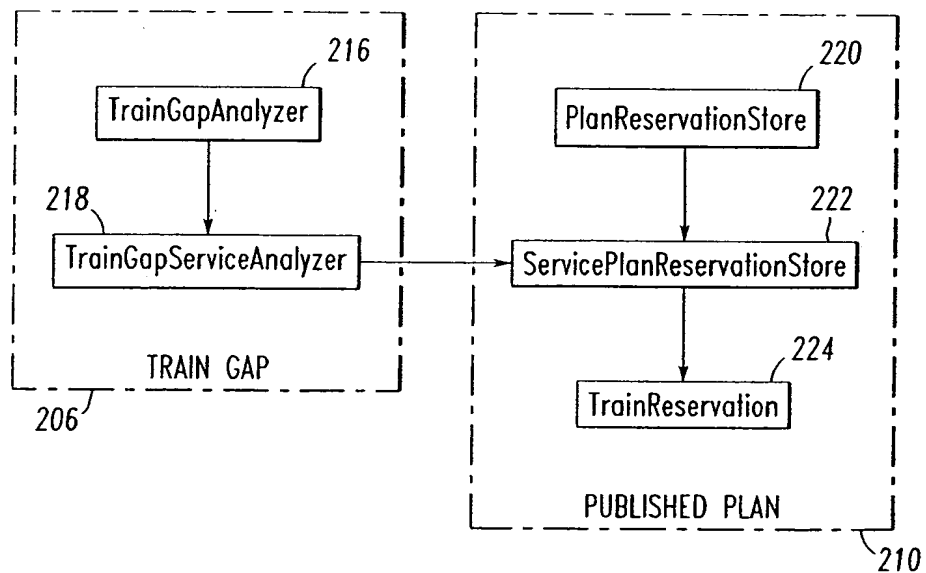 216
TrainGapAnalyzer
218
TrainGapServiceAnalyzer
TRAIN GAP
206
220
PlanReservationStore
222
ServicePlanReservationStore
224
TrainReservation
PUBLISHED PLAN
210